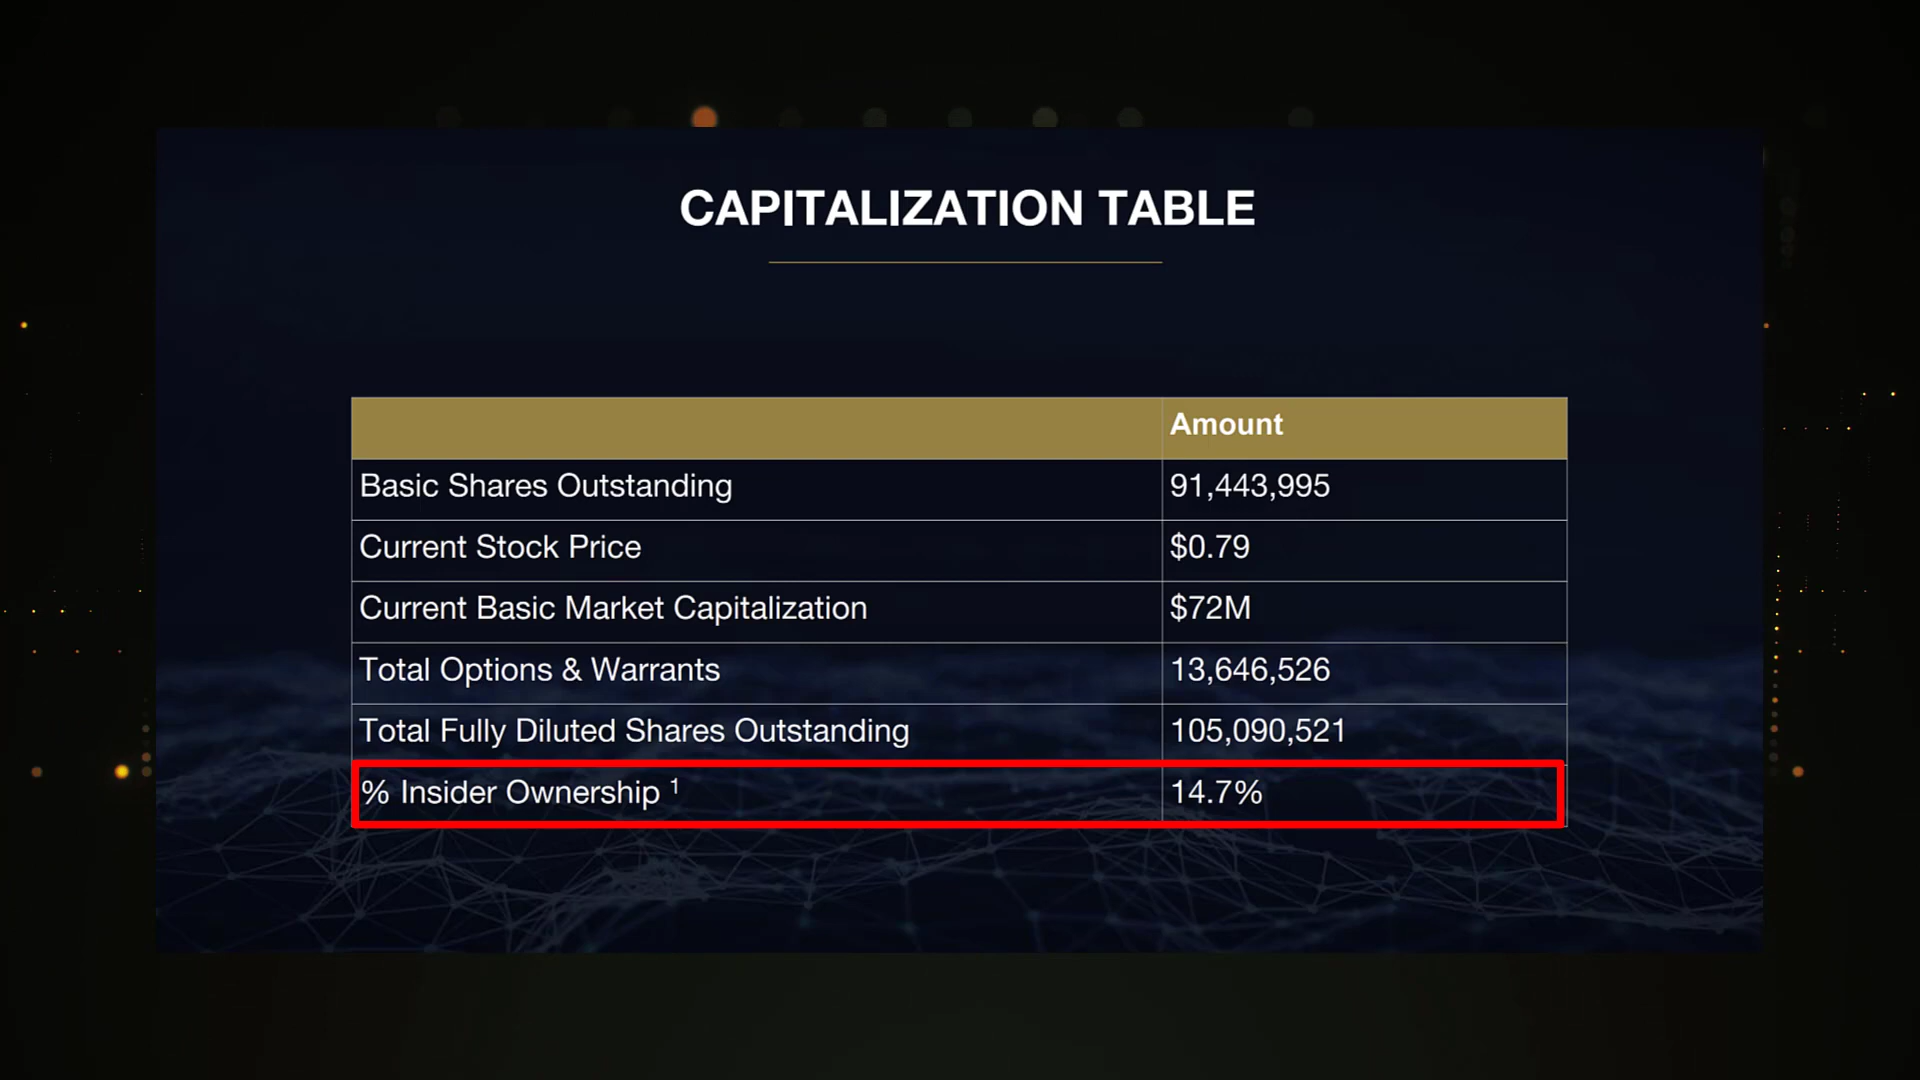 CAPITALIZATION TABLE
Amount
Basic Shares Outstanding 91,443,995
Current Stock Price $0.79
Current Basic Market Capitalization $72M
Total Options & Warrants 13,646,526
Total Fully Diluted Shares Outstanding 105,090,521
% Insider Ownership ¹ 14.7%